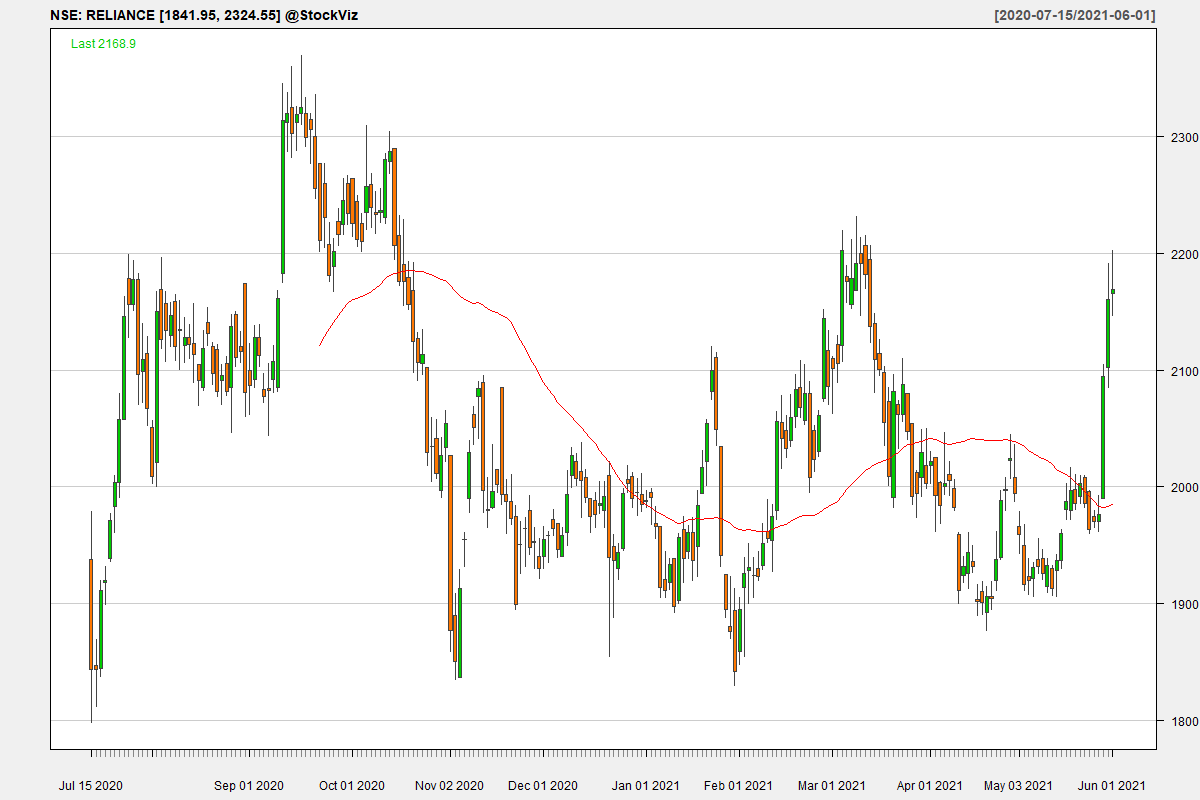 NSE: RELIANCE [1841.95, 2324.55] @StockViz
[2020-07-15/2021-06-01]
Last 2168.9
2300
2200
2100
2000
1900
1800
Jul 15 2020
Sep 01 2020
Oct 01 2020
Nov 02 2020
Dec 01 2020
Jan 01 2021
Feb 01 2021
Mar 01 2021
Apr 01 2021
May 03 2021
Jun 01 2021